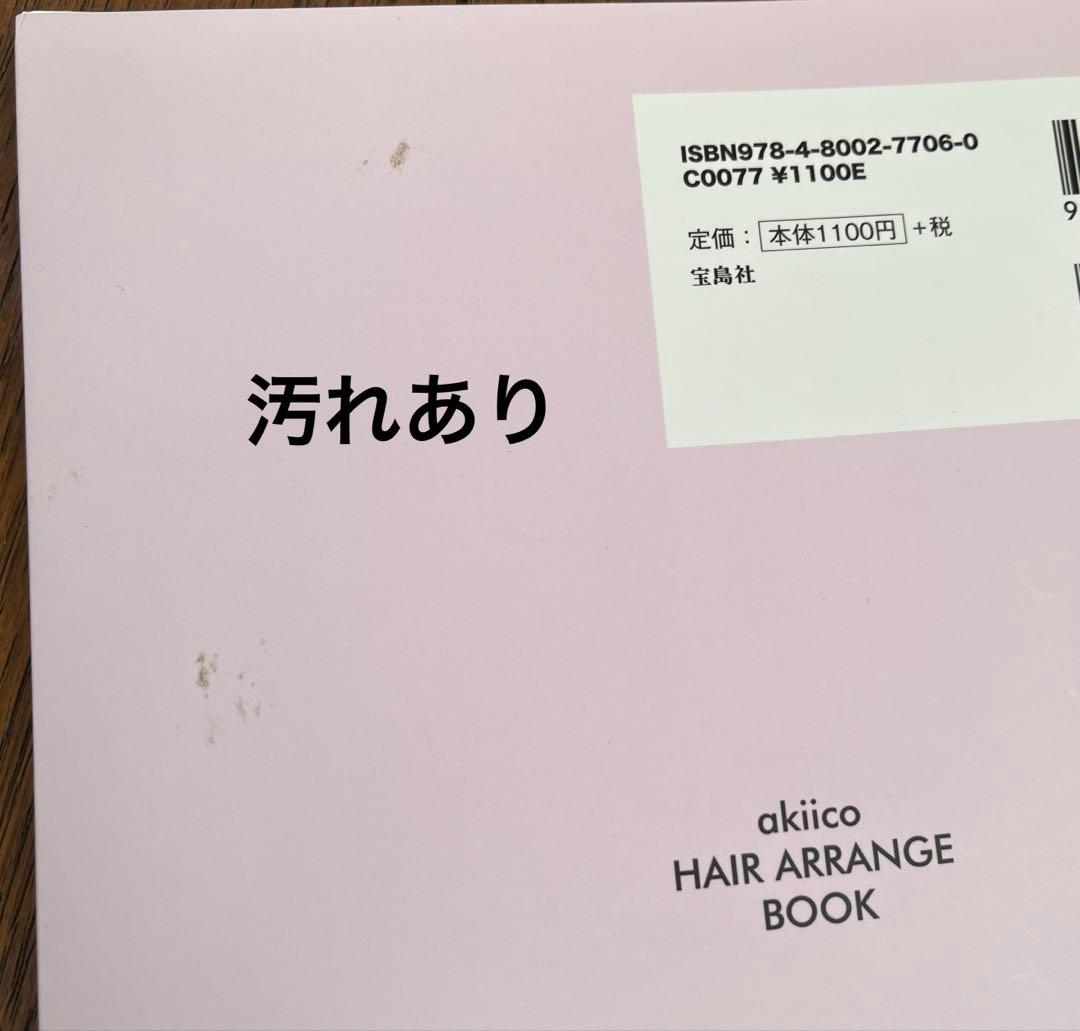 ISBN978-4-8002-7706-0
C0077 ¥1100E
9
定価：本体1100円+税
宝島社
汚れあり
akiico
HAIR ARRANGE
BOOK